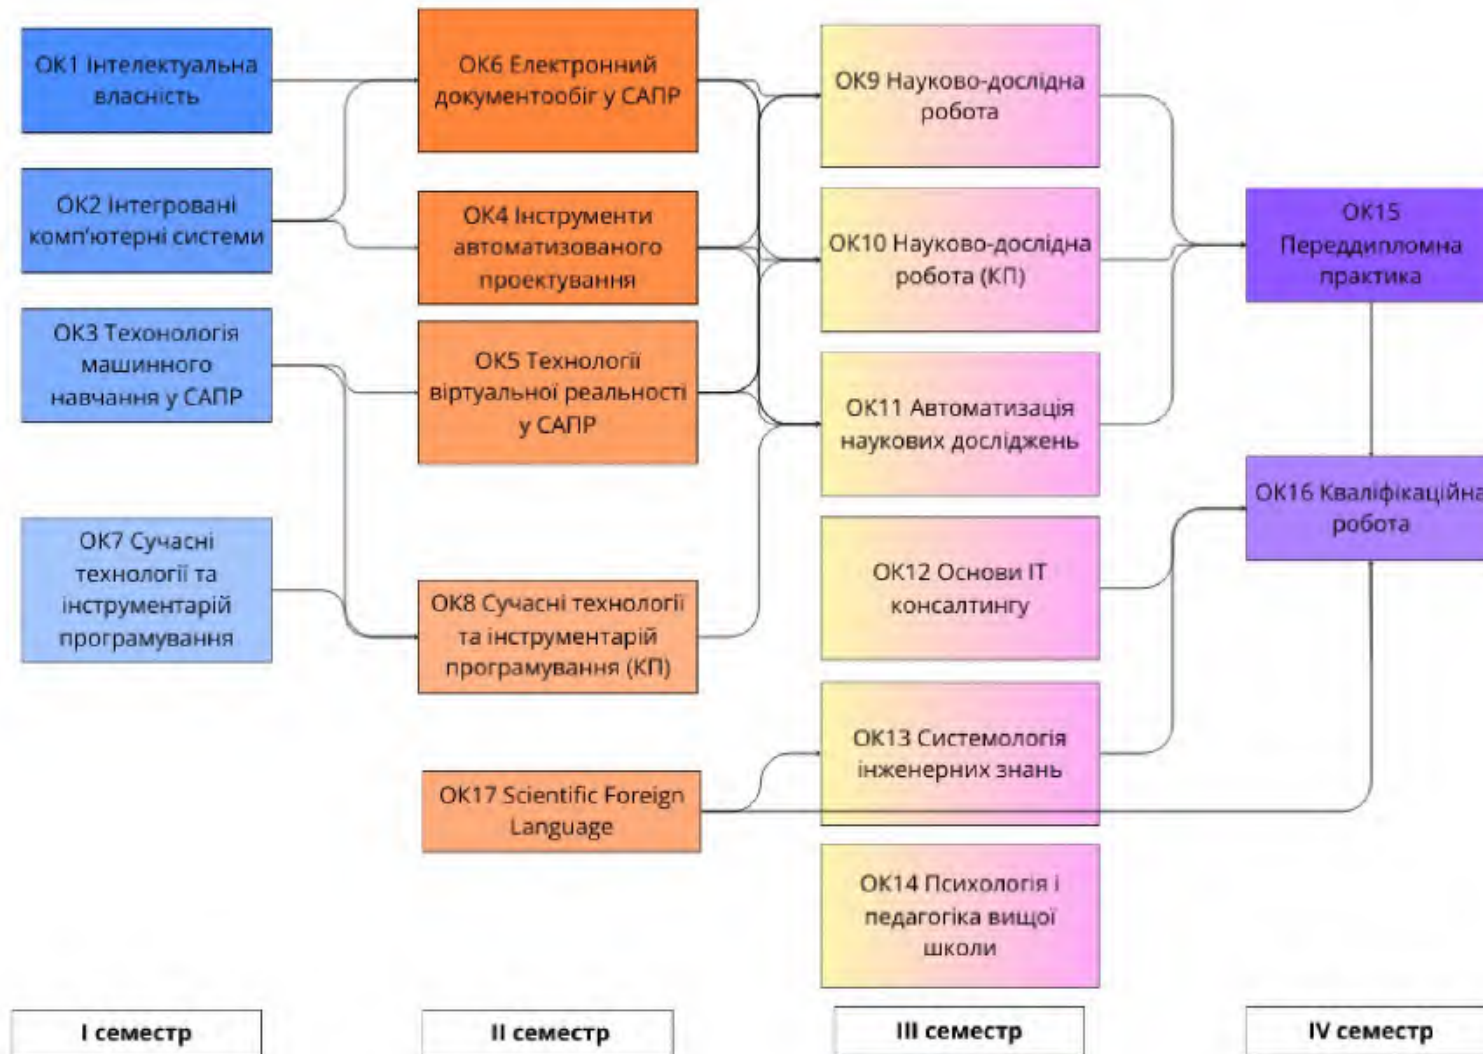 ОК1 Інтелектуальна
власність
ОК2 Інтегровані
комп'ютерні системи
ОК3 Техонологія
машинного
навчання у САПР
ОК7 Сучасні
технології та
інструментарій
програмування
ОК6 Електронний
документообіг у САПР
ОК4 Інструменти
автоматизованого
проектування
ОК5 Технології
віртуальної реальності
у САПР
ОК8 Сучасні технології
та інструментарій
програмування (КП)
ОК17 Scientific Foreign
Language
ОК9 Науково-дослідна
робота
ОК10 Науково-дослідна
робота (КП)
ОК11 Автоматизація
наукових досліджень
ОК12 Основи ІТ
консалтингу
ОК13 Системологія
інженерних знань
ОК14 Психологія і
педагогіка вищої
школи
ОК15
Переддипломна
практика
ОК16 Кваліфікаційна
робота
І семестр
ІІ семестр
ІІІ семестр
IV семестр